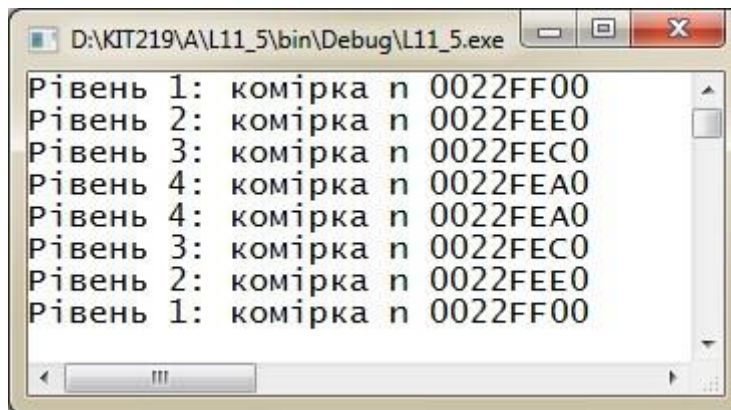 D:\KIT219\A\L11_5\bin\Debug\L11_5.exe
Рівень 1: комірка n 0022FF00
Рівень 2: комірка n 0022FEE0
Рівень 3: комірка n 0022FEC0
Рівень 4: комірка n 0022FEA0
Рівень 4: комірка n 0022FEA0
Рівень 3: комірка n 0022FEC0
Рівень 2: комірка n 0022FEE0
Рівень 1: комірка n 0022FF00